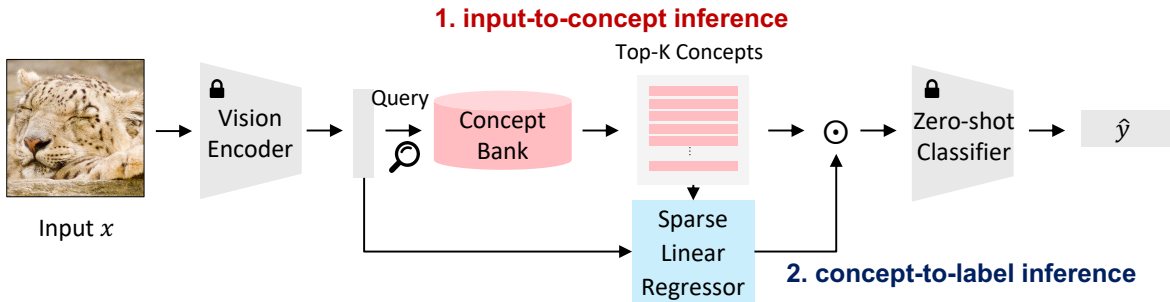 1. input-to-concept inference
Top-K Concepts
Query
Vision
Encoder
Concept
Bank
⋮
⊙
Zero-shot
Classifier
ŷ
Input x
Sparse
Linear
Regressor
2. concept-to-label inference